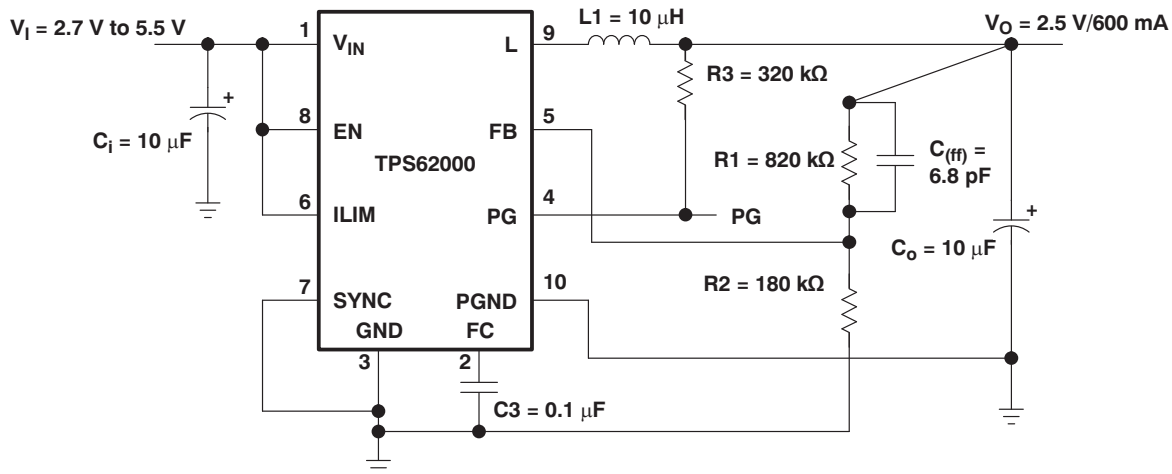 V_I = 2.7 V to 5.5 V
1
V_IN
L
9
L1 = 10 μH
V_O = 2.5 V/600 mA
+
C_i = 10 μF
8
EN
FB
5
R3 = 320 kΩ
R1 = 820 kΩ
C_(ff) =
6.8 pF
TPS62000
6
ILIM
PG
4
PG
+
C_o = 10 μF
7
SYNC
PGND
10
R2 = 180 kΩ
GND
FC
3
2
C3 = 0.1 μF